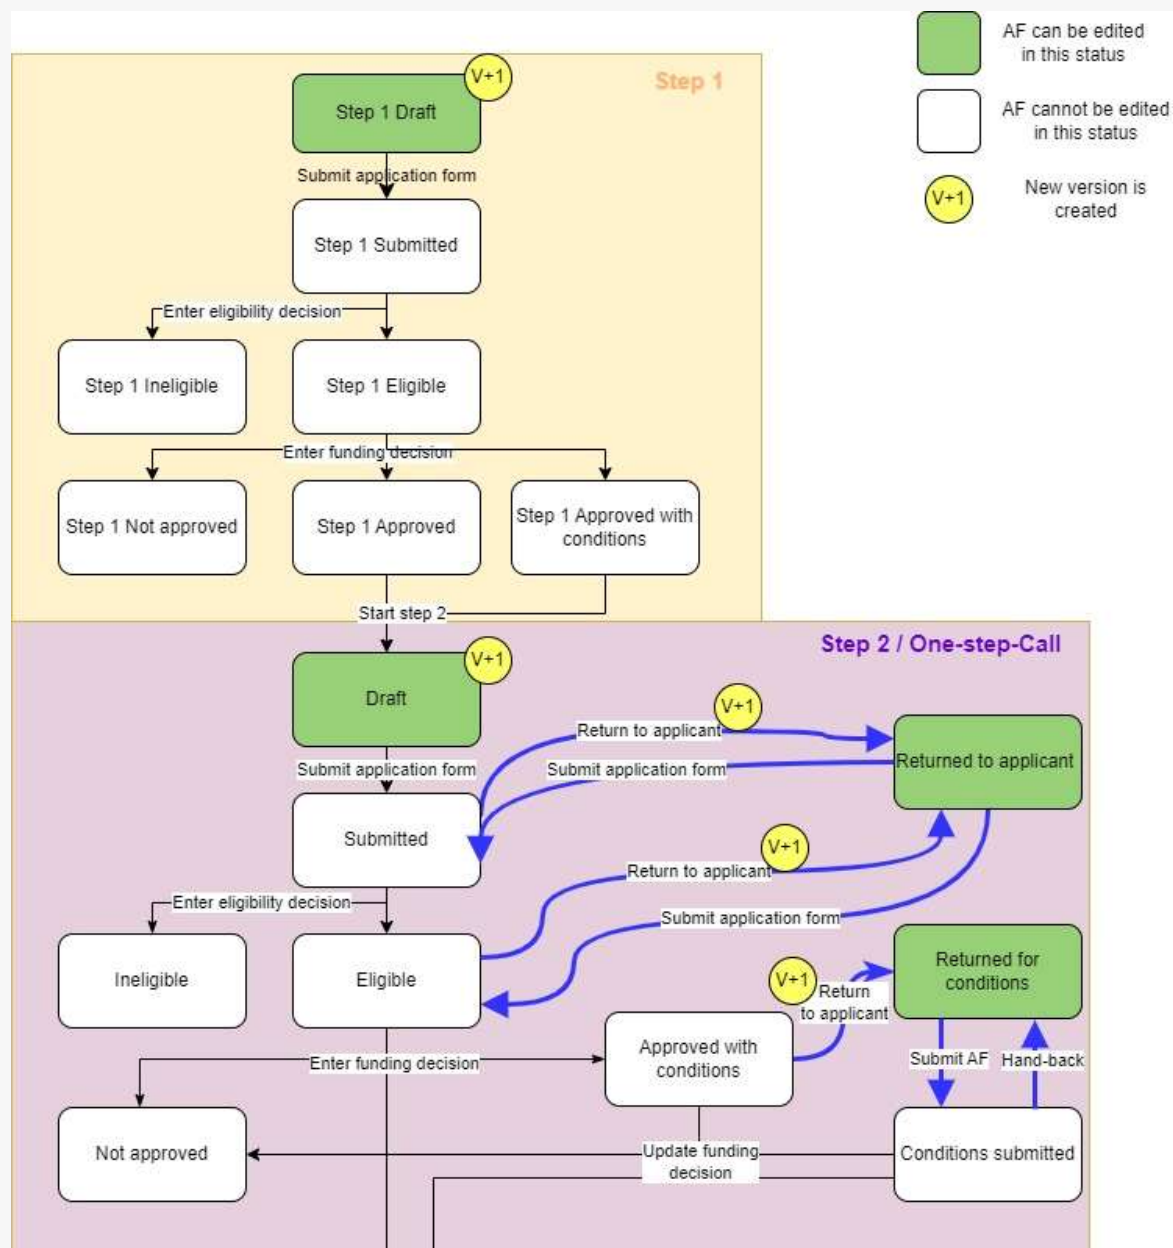 AF can be edited
in this status
AF cannot be edited
in this status
V+1
New version is
created
Step 1
V+1
Step 1 Draft
Submit application form
Step 1 Submitted
Enter eligibility decision
Step 1 Ineligible
Step 1 Eligible
Enter funding decision
Step 1 Not approved
Step 1 Approved
Step 1 Approved with
conditions
Start step 2
Step 2 / One-step-Call
V+1
Draft
V+1
Return to applicant
Submit application form
Submit application form
Returned to applicant
Submitted
V+1
Return to applicant
Enter eligibility decision
Submit application form
Ineligible
Eligible
V+1
Return
to applicant
Returned for
conditions
Enter funding decision
Approved with
conditions
Submit AF
Hand-back
Not approved
Update funding
decision
Conditions submitted